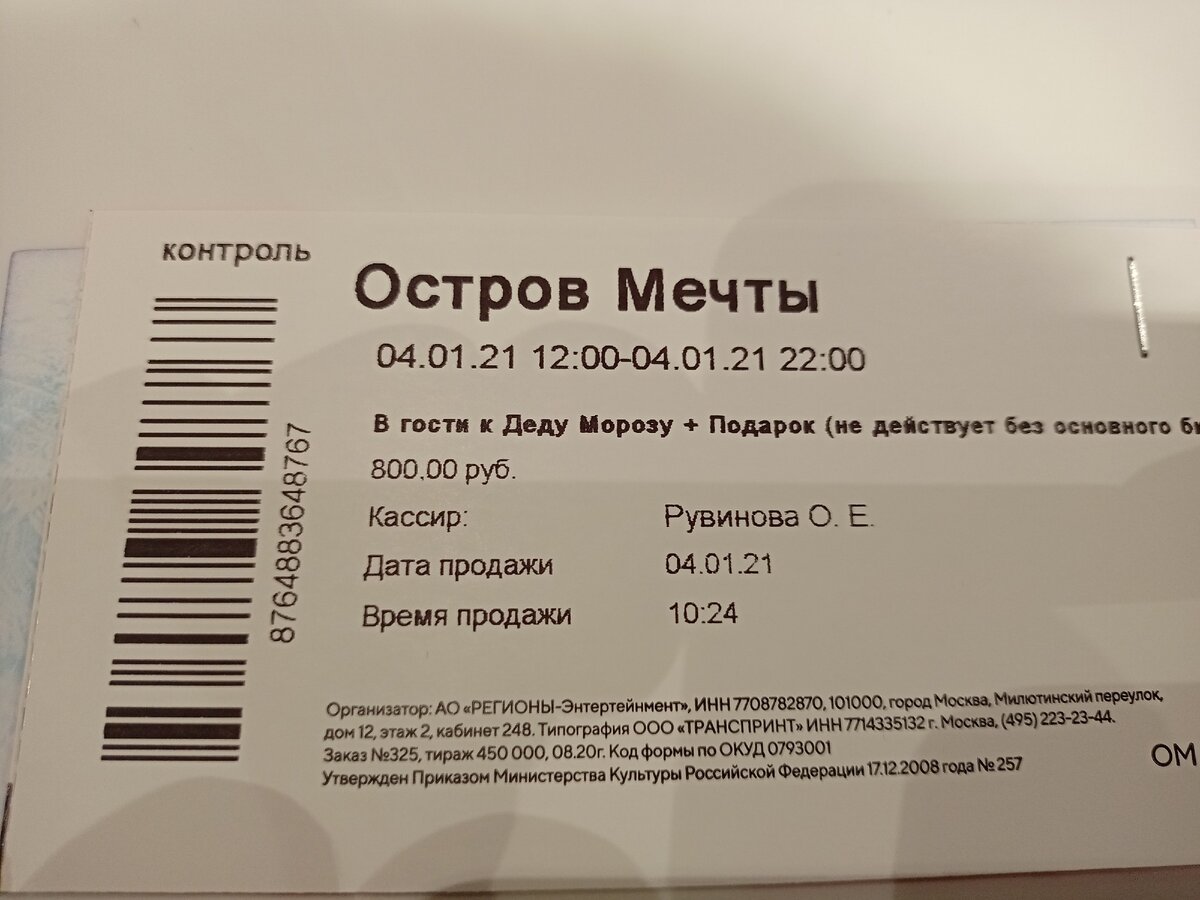 контроль
Остров Мечты
04.01.21 12:00-04.01.21 22:00
В гости к Деду Морозу + Подарок (не действует без основного
800,00 руб.
Кассир: Рувинова О. Е.
Дата продажи 04.01.21
Время продажи 10:24
8764883648767
Организатор: АО «РЕГИОНЫ-Энтертейнмент», ИНН 7708782870, 101000, город Москва, Милютинский переулок,
дом 12, этаж 2, кабинет 248. Типография ООО «ТРАНСПРИНТ» ИНН 7714335132 г. Москва, (495) 223-23-44.
Заказ №325, тираж 450 000, 08.20г. Код формы по ОКУД 0793001
Утвержден Приказом Министерства Культуры Российской Федерации 17.12.2008 года № 257
ОМ